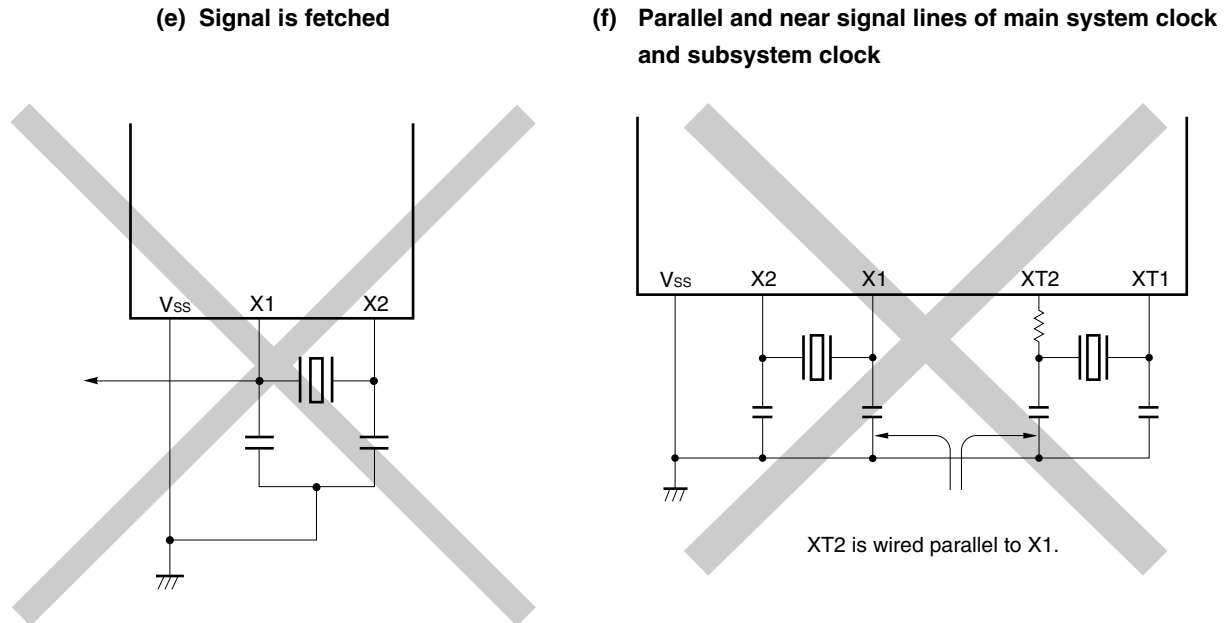 (e) Signal is fetched
VSS X1 X2
(f) Parallel and near signal lines of main system clock
and subsystem clock
VSS X2 X1 XT2 XT1
XT2 is wired parallel to X1.